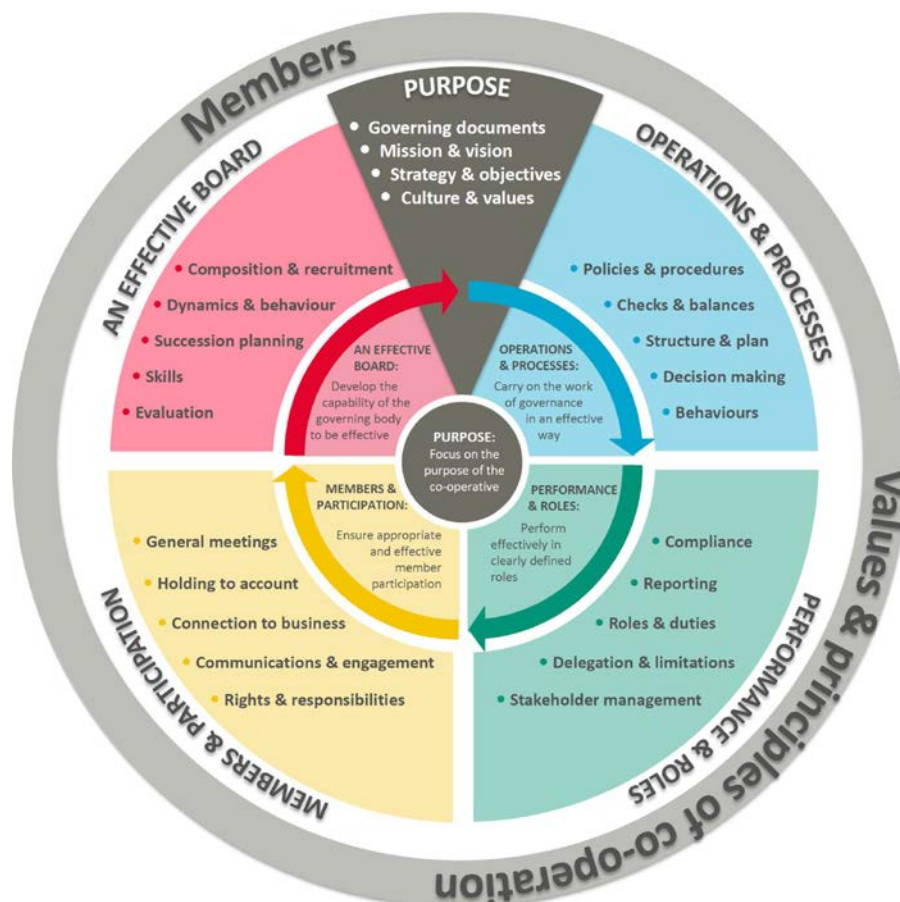 Members
PURPOSE
Governing documents
Mission & vision
Strategy & objectives
Culture & values
OPERATIONS & PROCESSES
Policies & procedures
Checks & balances
Structure & plan
Decision making
Behaviours
OPERATIONS
& PROCESSES:
Carry on the work
of governance
in an effective
way
AN EFFECTIVE BOARD
Composition & recruitment
Dynamics & behaviour
Succession planning
Skills
Evaluation
AN EFFECTIVE
BOARD:
Develop the
capability of the
governing body
to be effective
PURPOSE:
Focus on the
purpose of the
co-operative
MEMBERS &
PARTICIPATION:
Ensure appropriate
and effective
member
participation
General meetings
Holding to account
Connection to business
Communications & engagement
Rights & responsibilities
MEMBERS & PARTICIPATION
PERFORMANCE
& ROLES:
Perform
effectively in
clearly defined
roles
Compliance
Reporting
Roles & duties
Delegation & limitations
Stakeholder management
PERFORMANCE & ROLES
Values & principles of co-operation